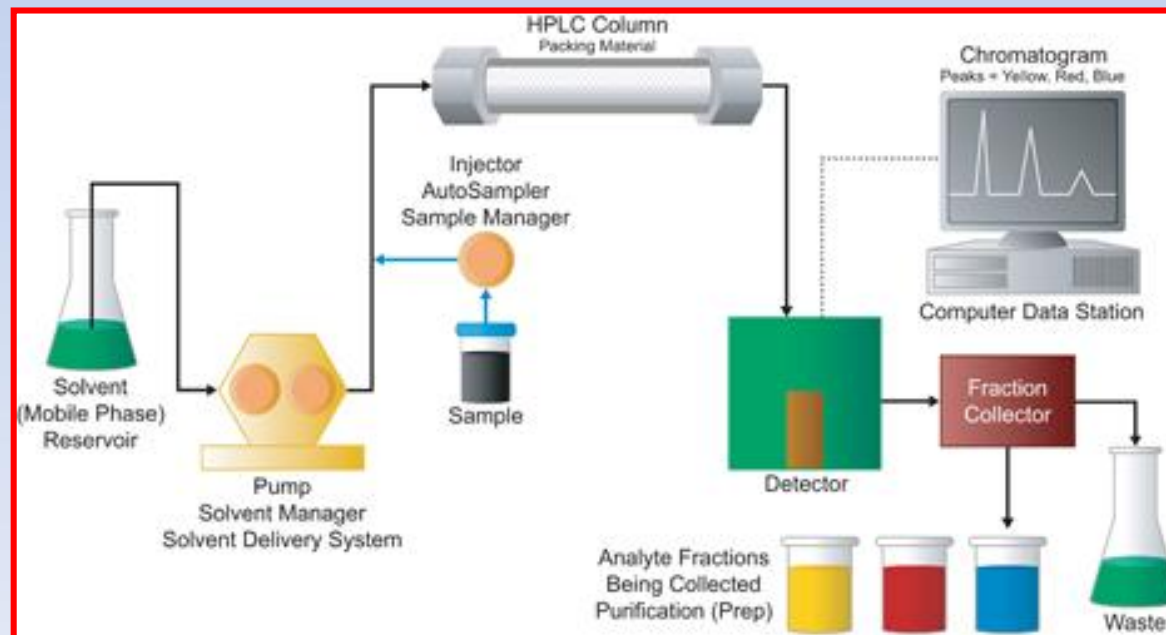 HPLC Column
Packing Material
Chromatogram
Peaks = Yellow, Red, Blue
Injector
AutoSampler
Sample Manager
Computer Data Station
Solvent
(Mobile Phase)
Reservoir
Sample
Fraction
Collector
Detector
Pump
Solvent Manager
Solvent Delivery System
Analyte Fractions
Being Collected
Purification (Prep)
Waste